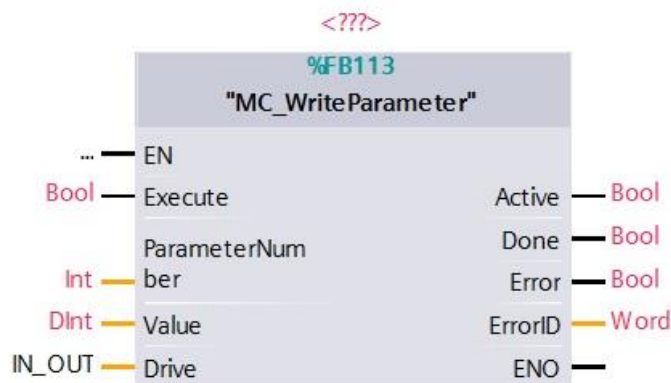 <???>
%FB113
"MC_WriteParameter"
... EN
Bool Execute Active Bool
ParameterNum Done Bool
Int ber Error Bool
DInt Value ErrorID Word
IN_OUT Drive ENO